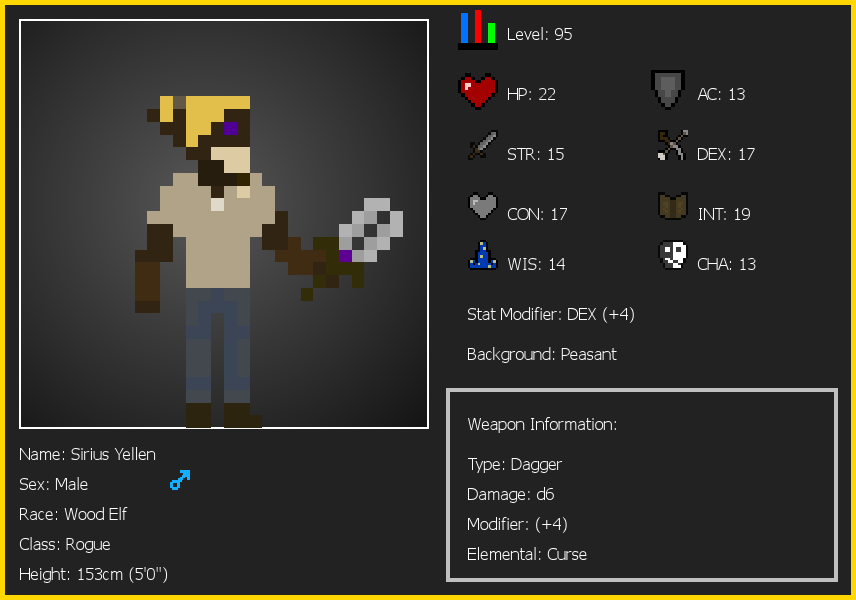 Level: 95
HP: 22
AC: 13
STR: 15
DEX: 17
CON: 17
INT: 19
WIS: 14
CHA: 13
Stat Modifier: DEX (+4)
Background: Peasant
Weapon Information:
Type: Dagger
Damage: d6
Modifier: (+4)
Elemental: Curse
Name: Sirius Yellen
Sex: Male
Race: Wood Elf
Class: Rogue
Height: 153cm (5'0")